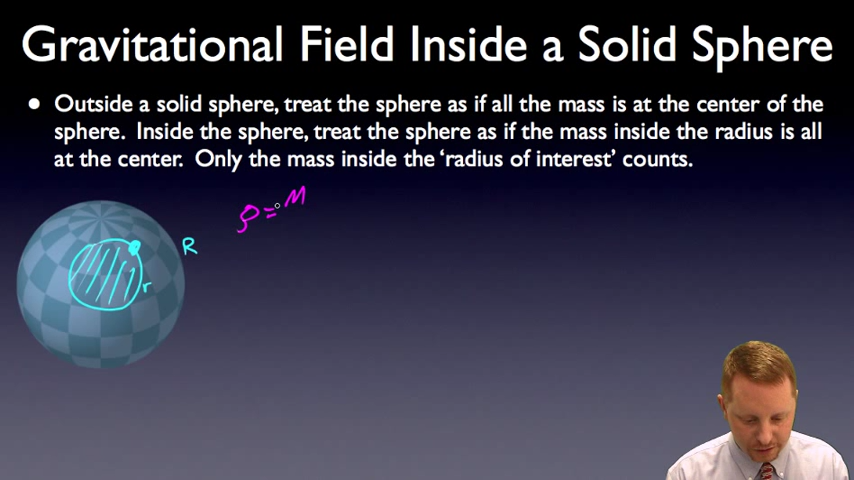 Gravitational Field Inside a Solid Sphere
• Outside a solid sphere, treat the sphere as if all the mass is at the center of the
sphere. Inside the sphere, treat the sphere as if the mass inside the radius is all
at the center. Only the mass inside the ‘radius of interest’ counts.
ρ = M
R
r